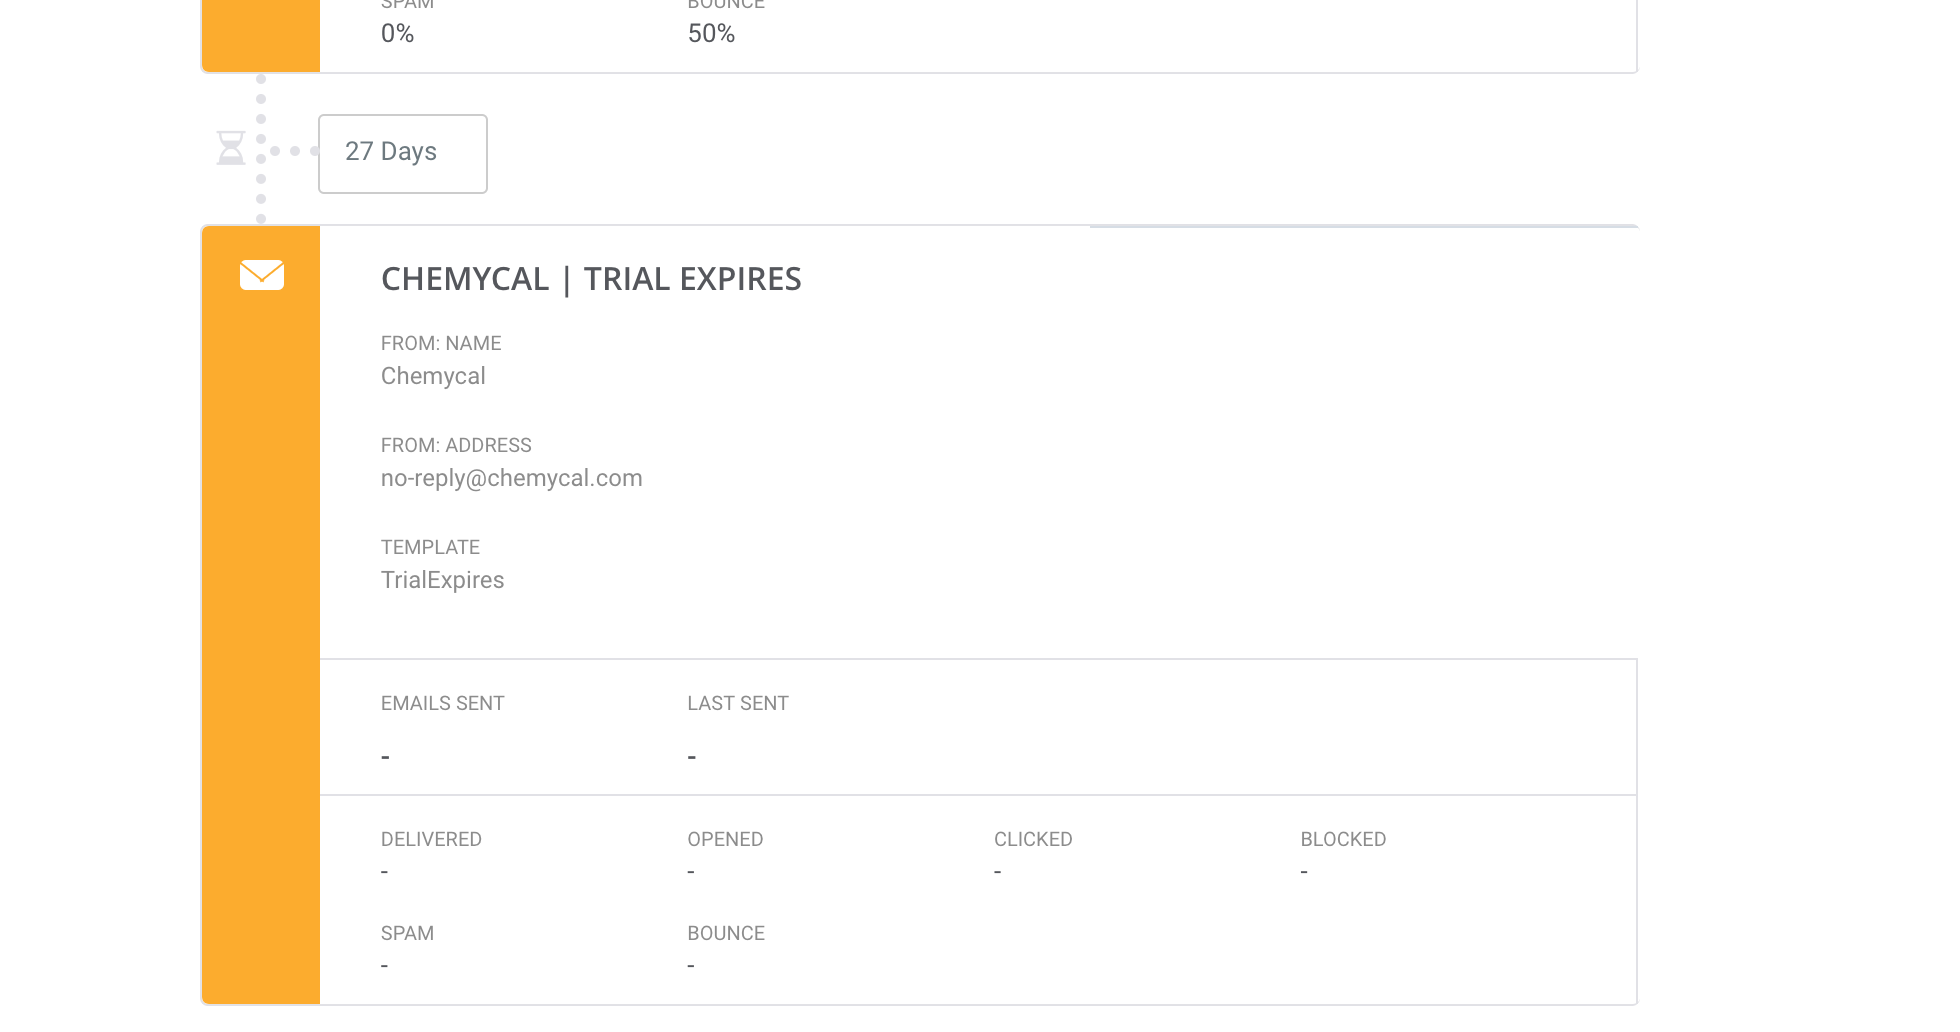 SPAM BOUNCE
0% 50%
27 Days
CHEMYCAL | TRIAL EXPIRES
FROM: NAME
Chemycal
FROM: ADDRESS
no-reply@chemycal.com
TEMPLATE
TrialExpires
EMAILS SENT LAST SENT
- -
DELIVERED OPENED CLICKED BLOCKED
- - - -
SPAM BOUNCE
- -